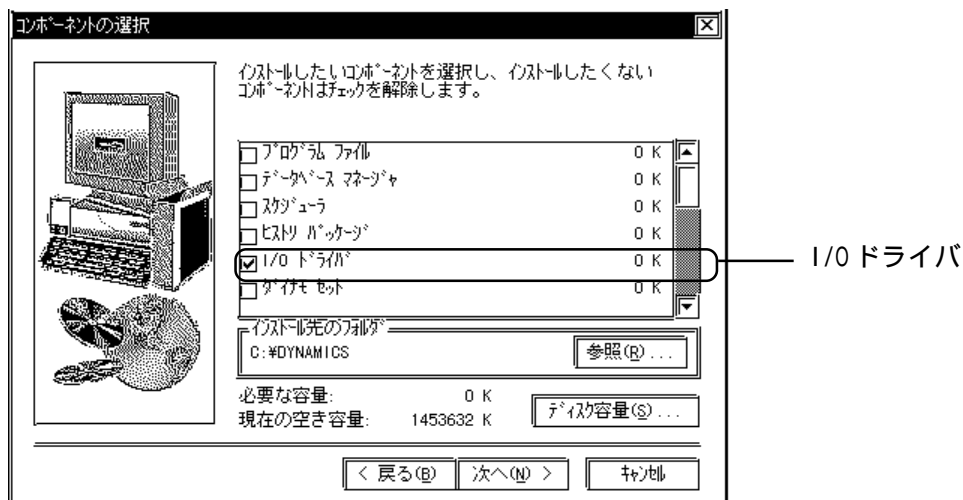 コンポーネントの選択
インストールしたいコンポーネントを選択し、インストールしたくない
コンポーネントはチェックを解除します。
プログラム ファイル 0 K
データベース マネージャ 0 K
スケジューラ 0 K
ヒストリ パッケージ 0 K
I/O ドライバ 0 K
I/O ドライバ
ダイナモ セット 0 K
インストール先のフォルダ
C:¥DYNAMICS
参照(R)...
必要な容量: 0 K
現在の空き容量: 1453632 K
ディスク容量(S)...
< 戻る(B)
次へ(N) >
キャンセル